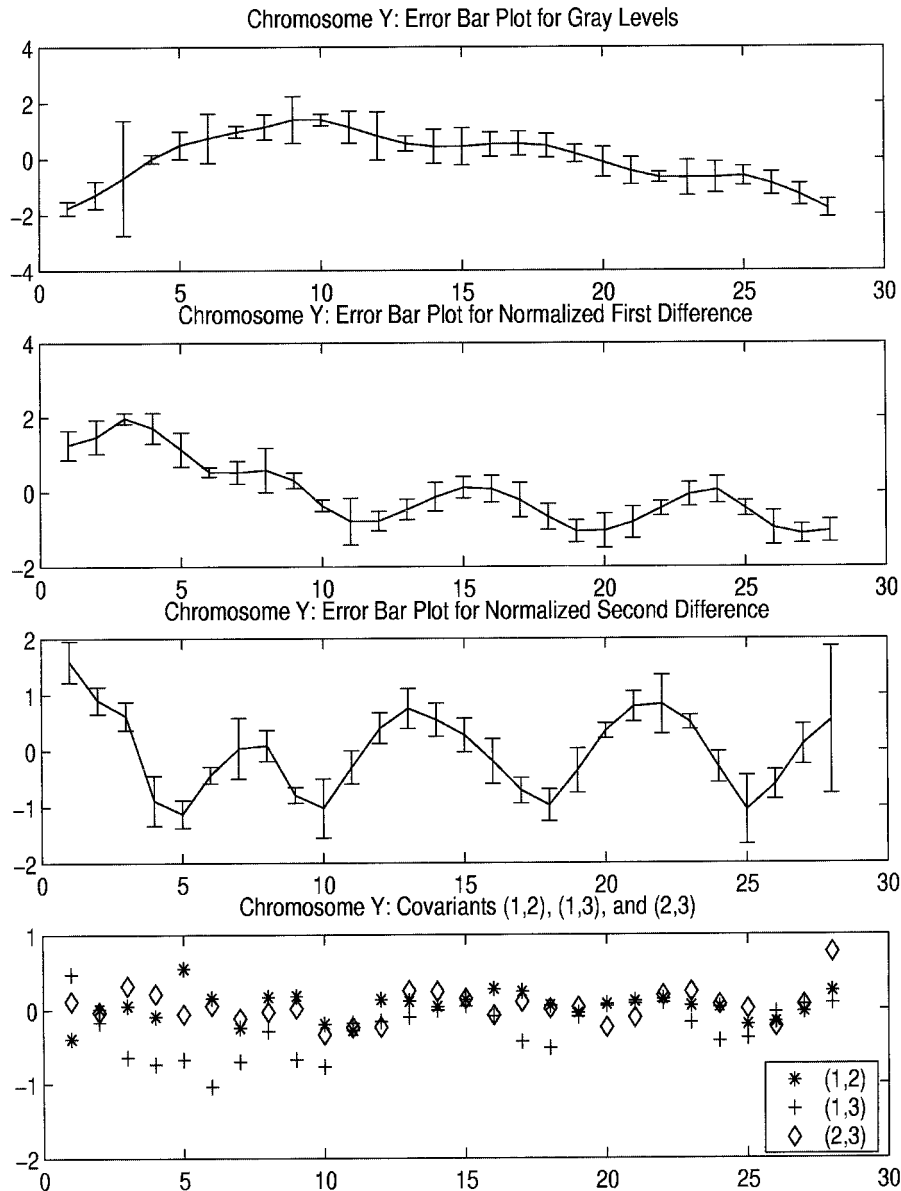 Chromosome Y: Error Bar Plot for Gray Levels
4
2
0
−2
−4
0 5 10 15 20 25 30
Chromosome Y: Error Bar Plot for Normalized First Difference
4
2
0
−2
0 5 10 15 20 25 30
Chromosome Y: Error Bar Plot for Normalized Second Difference
2
1
0
−1
−2
0 5 10 15 20 25 30
Chromosome Y: Covariants (1,2), (1,3), and (2,3)
1
0
−1
−2
(1,2)
(1,3)
(2,3)
0 5 10 15 20 25 30